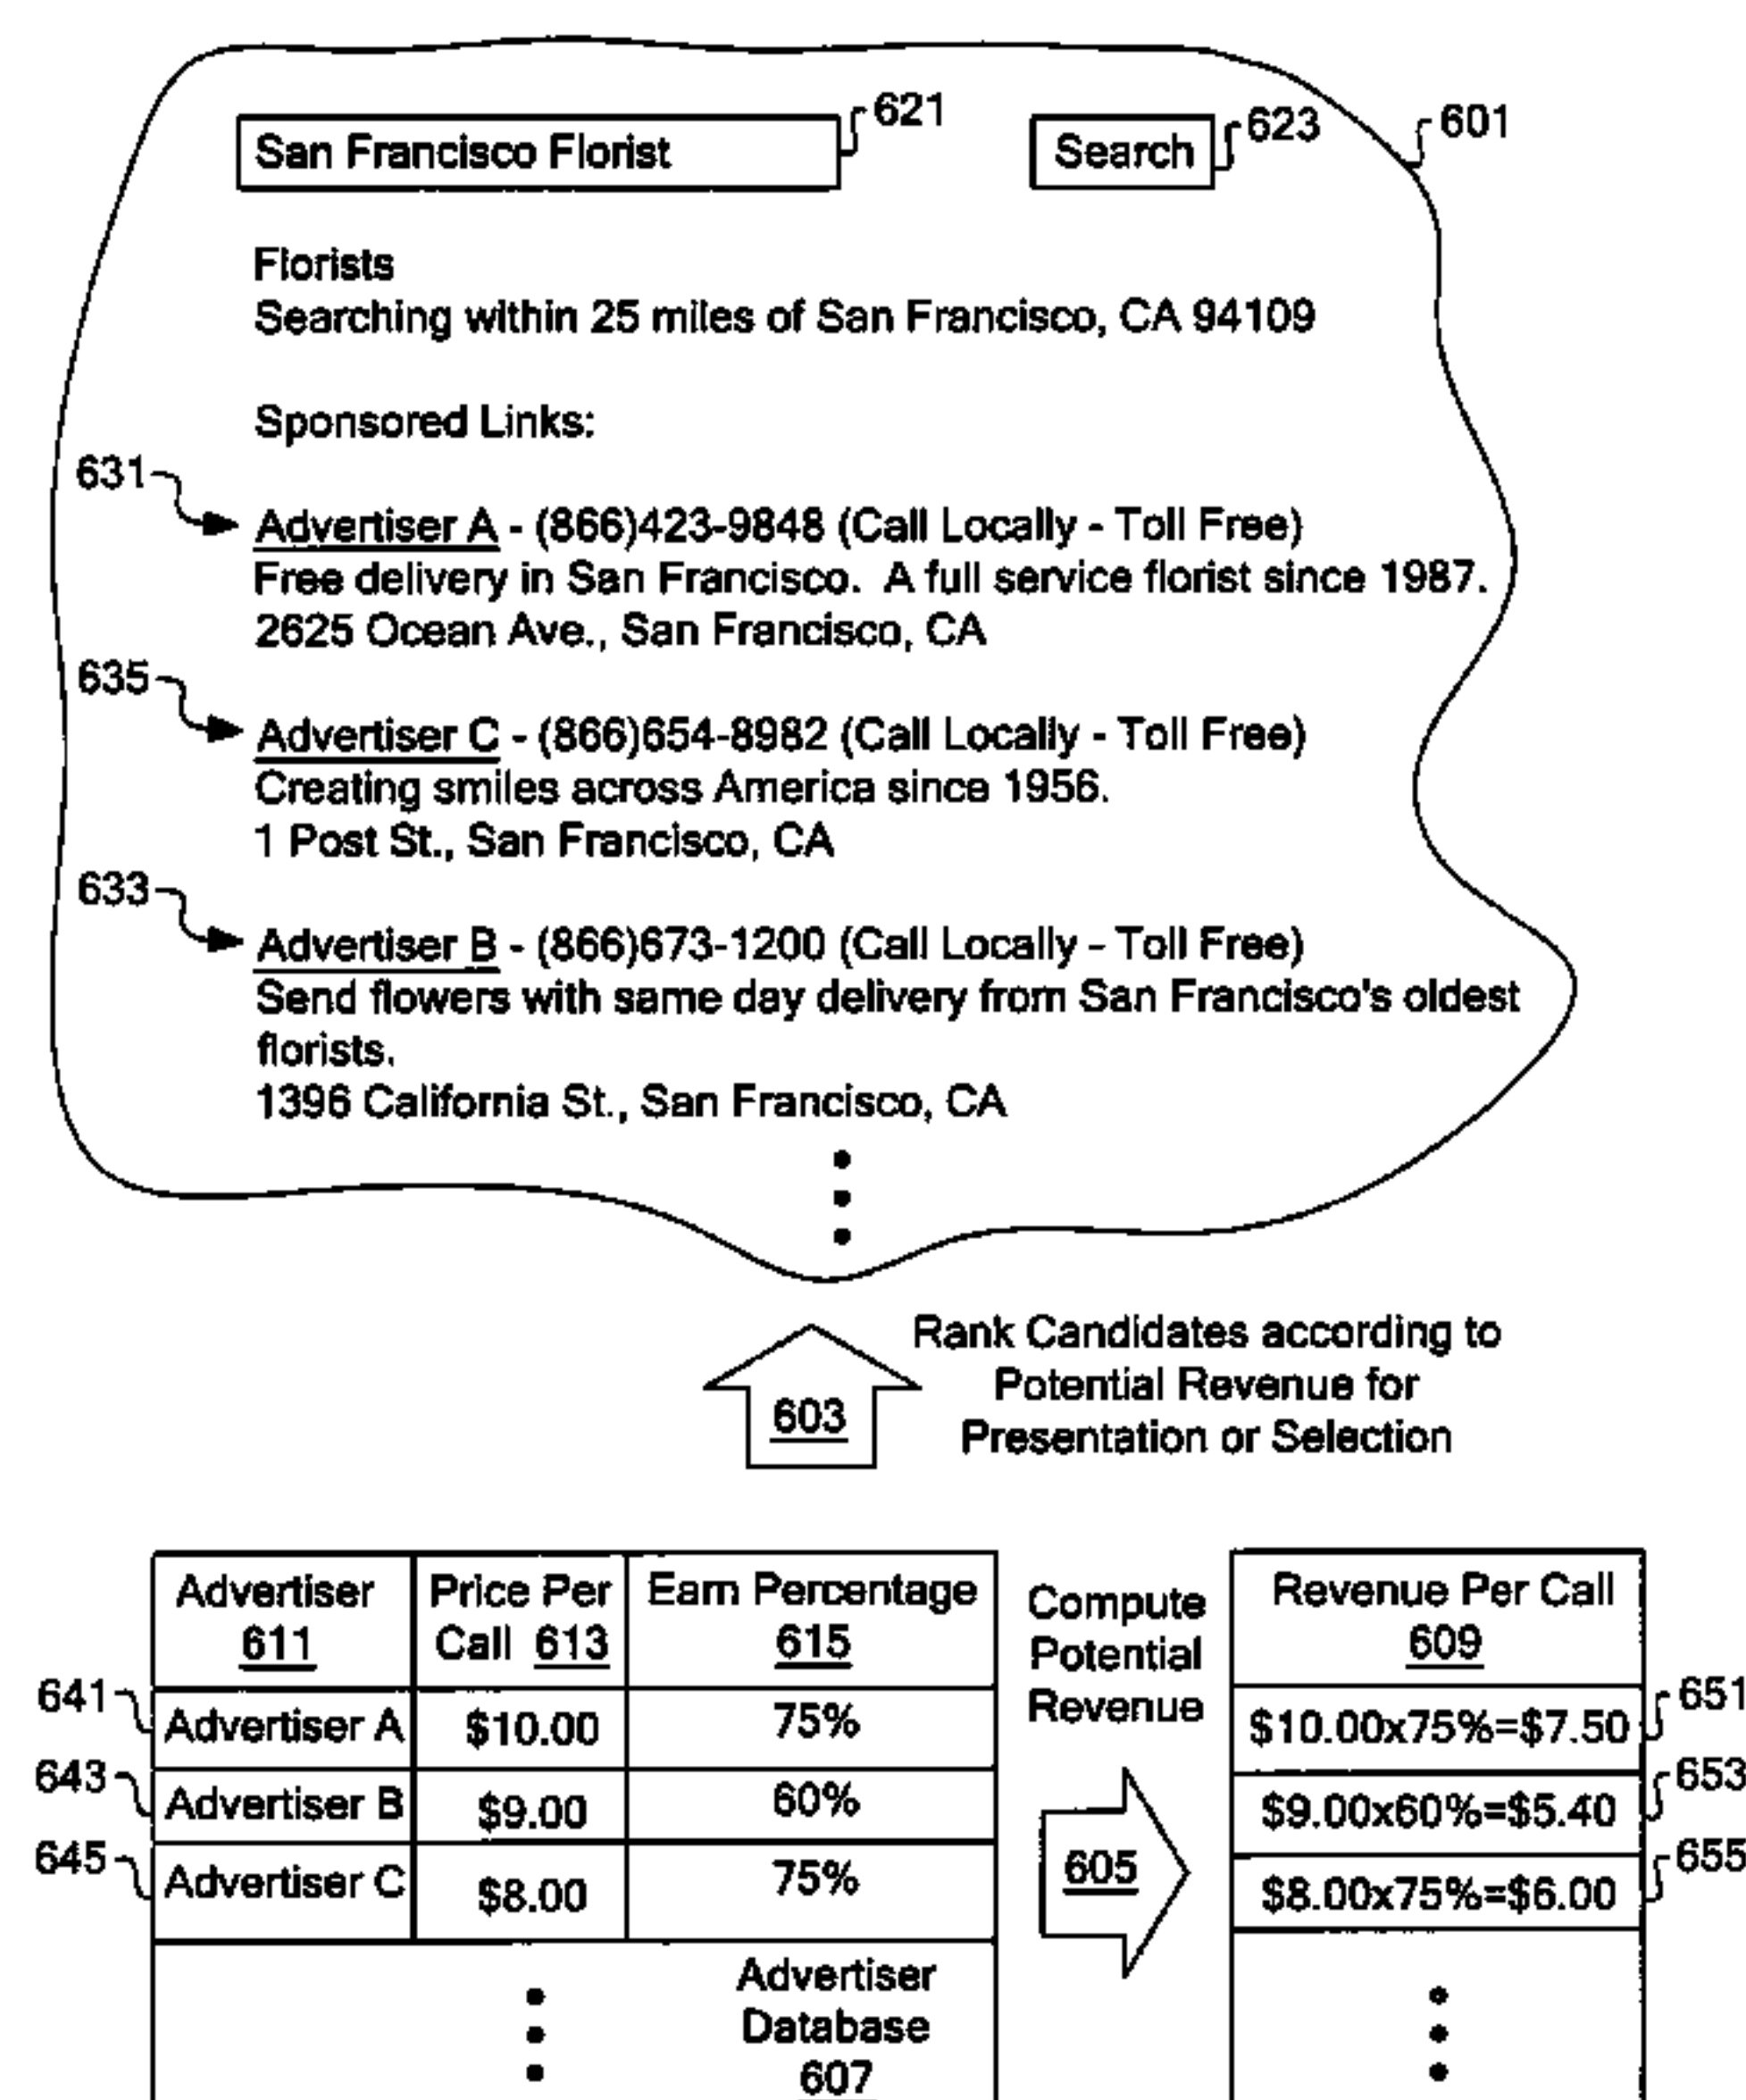 San Francisco Florist 621 Search 623 601
Florists
Searching within 25 miles of San Francisco, CA 94109
Sponsored Links:
631
Advertiser A - (866)423-9848 (Call Locally - Toll Free)
Free delivery in San Francisco. A full service florist since 1987.
2625 Ocean Ave., San Francisco, CA
635
Advertiser C - (866)654-8982 (Call Locally - Toll Free)
Creating smiles across America since 1956.
1 Post St., San Francisco, CA
633
Advertiser B - (866)673-1200 (Call Locally - Toll Free)
Send flowers with same day delivery from San Francisco's oldest
florists.
1396 California St., San Francisco, CA
Rank Candidates according to
Potential Revenue for
Presentation or Selection
603
Advertiser
611
Price Per
Call 613
Earn Percentage
615
Compute
Potential
Revenue
605
Revenue Per Call
609
641 Advertiser A $10.00 75% $10.00x75%=$7.50 651
643 Advertiser B $9.00 60% $9.00x60%=$5.40 653
645 Advertiser C $8.00 75% $8.00x75%=$6.00 655
Advertiser
Database
607